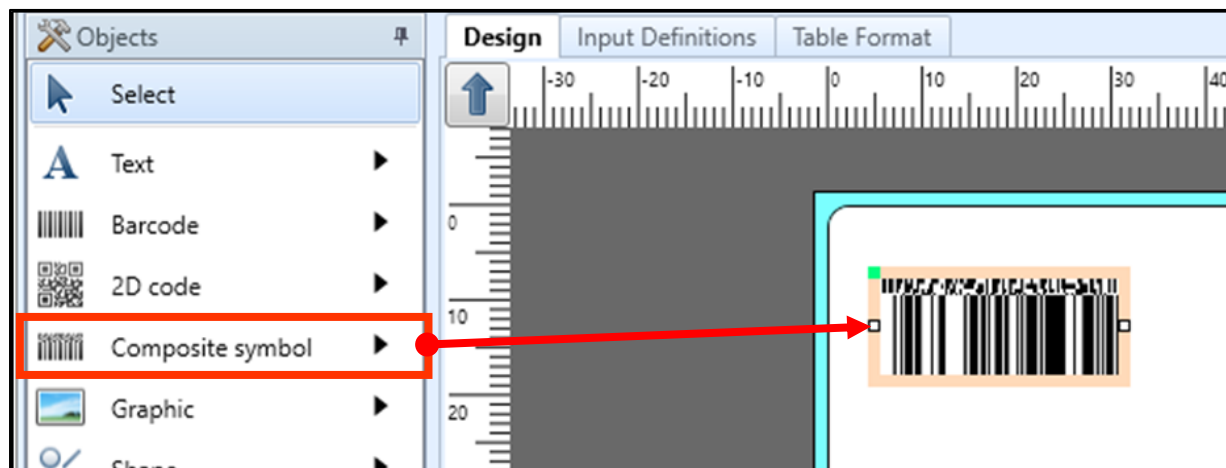 Objects
Design
Input Definitions
Table Format
Select
-30
-20
-10
0
10
20
30
40
Text
Barcode
0
2D code
10
Composite symbol
Graphic
20
Shape